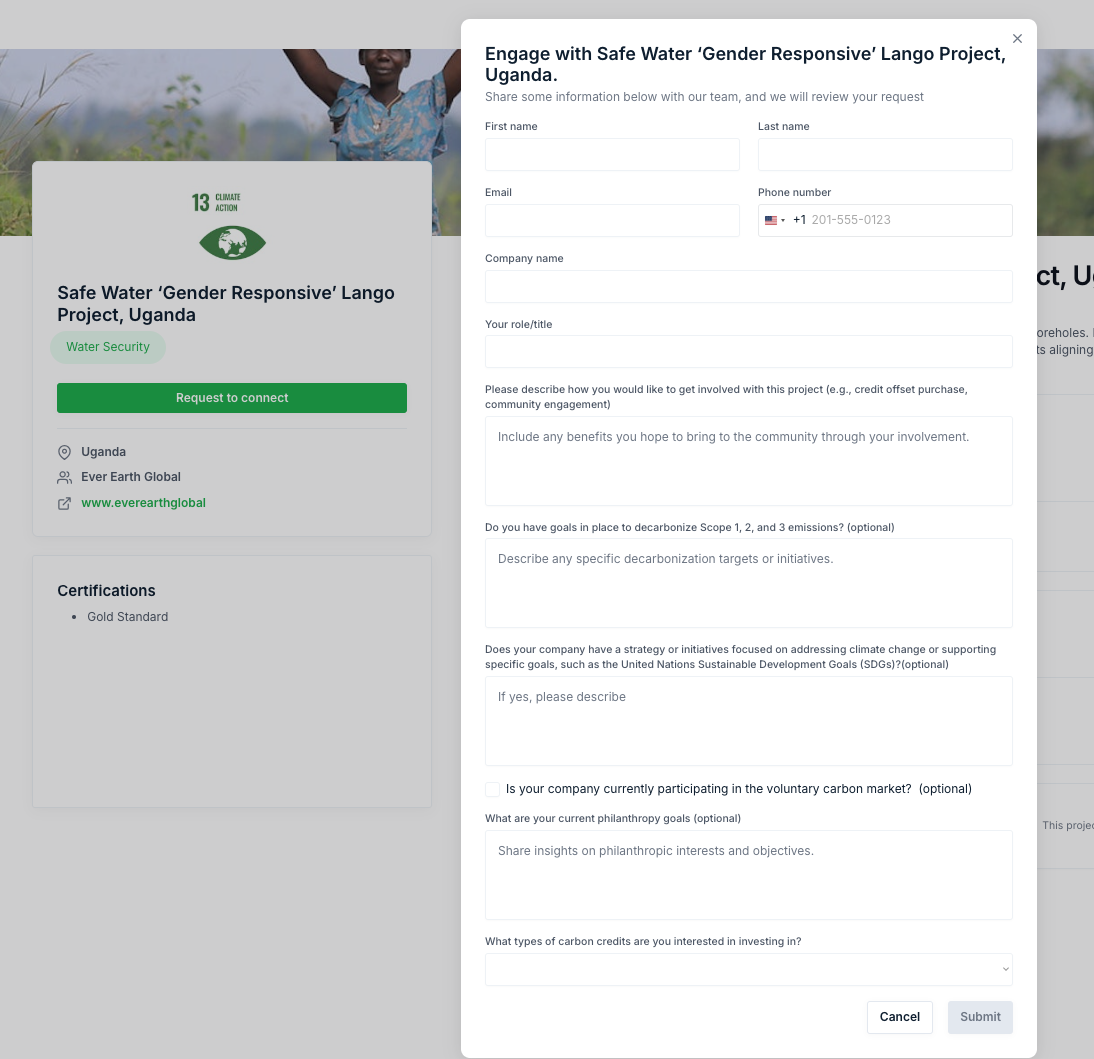 13 CLIMATE
ACTION
Safe Water ‘Gender Responsive’ Lango
Project, Uganda
Water Security
Request to connect
Uganda
Ever Earth Global
www.everearthglobal
Certifications
• Gold Standard
Engage with Safe Water ‘Gender Responsive’ Lango Project,
Uganda.
Share some information below with our team, and we will review your request
First name
Last name
Email
Phone number
+1 201-555-0123
Company name
Your role/title
Please describe how you would like to get involved with this project (e.g., credit offset purchase,
community engagement)
Include any benefits you hope to bring to the community through your involvement.
Do you have goals in place to decarbonize Scope 1, 2, and 3 emissions? (optional)
Describe any specific decarbonization targets or initiatives.
Does your company have a strategy or initiatives focused on addressing climate change or supporting
specific goals, such as the United Nations Sustainable Development Goals (SDGs)?(optional)
If yes, please describe
Is your company currently participating in the voluntary carbon market? (optional)
What are your current philanthropy goals (optional)
Share insights on philanthropic interests and objectives.
What types of carbon credits are you interested in investing in?
Cancel
Submit
ct, U
oreholes.
ts aligning
This projec